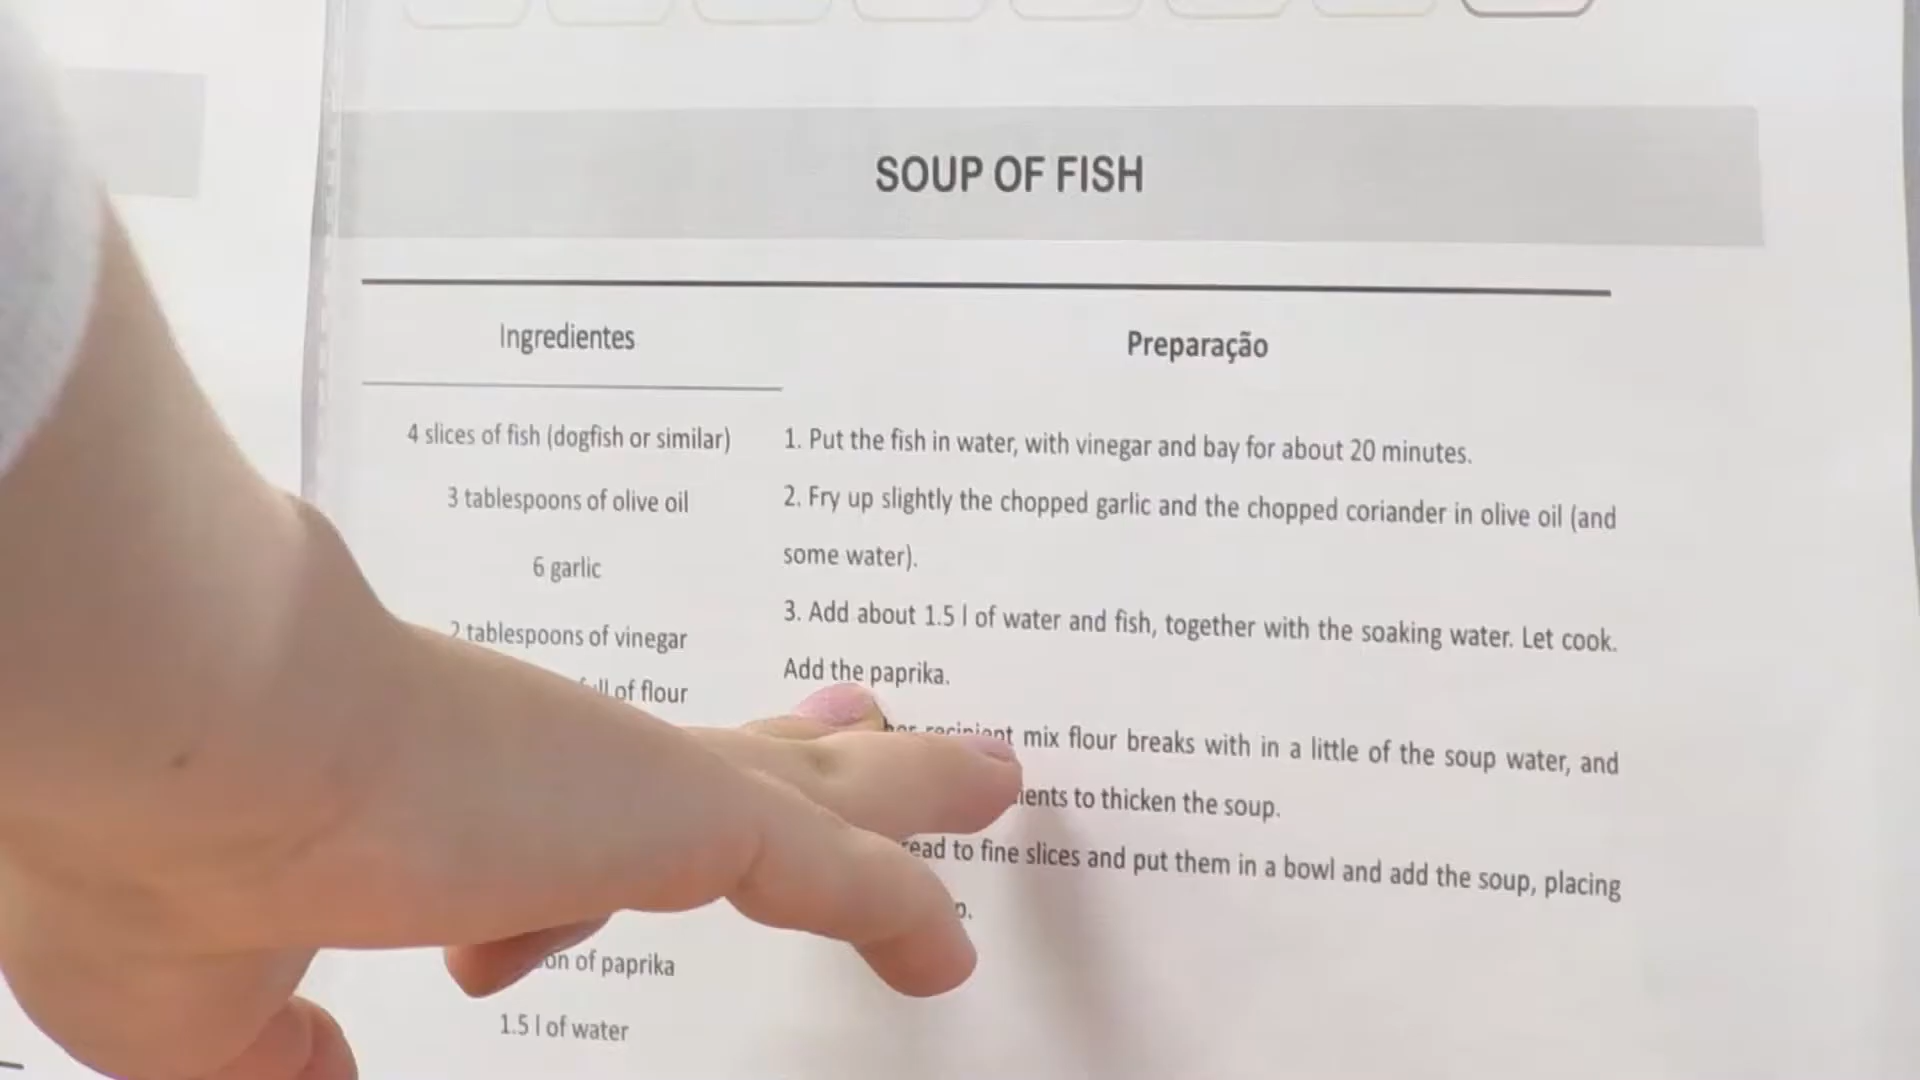 SOUP OF FISH
Ingredientes
4 slices of fish (dogfish or similar)
3 tablespoons of olive oil
6 garlic
2 tablespoons of vinegar
of flour
of paprika
1.5 l of water
Preparação
1. Put the fish in water, with vinegar and bay for about 20 minutes.
2. Fry up slightly the chopped garlic and the chopped coriander in olive oil (and
some water).
3. Add about 1.5 l of water and fish, together with the soaking water. Let cook.
Add the paprika.
recipient mix flour breaks with in a little of the soup water, and
to thicken the soup.
to fine slices and put them in a bowl and add the soup, placing